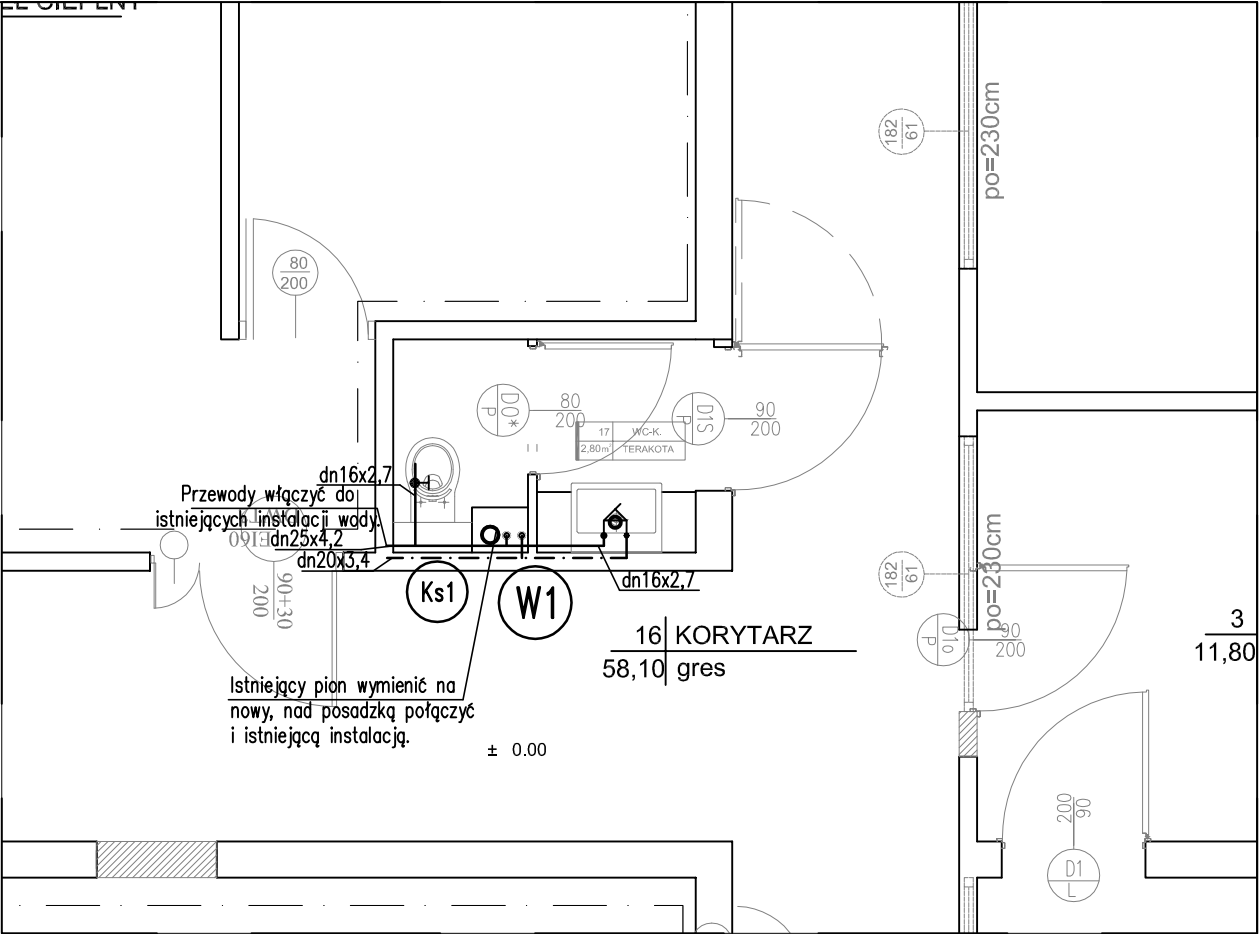 po=230cm
182
61
80
200
D0*
P
80
200
D1S
P
90
200
17 WC-K.
2,80m² TERAKOTA
dn16x2,7
Przewody włączyć do
istniejących instalacji wody.
dn25x4,2
dn20x3,4
EI60
90+30
200
Ks1
W1
dn16x2,7
16 KORYTARZ
58,10 gres
182
61
po=230cm
D1o
P
90
200
3
11,80
Istniejący pion wymienić na
nowy, nad posadzką połączyć
i istniejącą instalacją.
± 0.00
200
90
D1
L